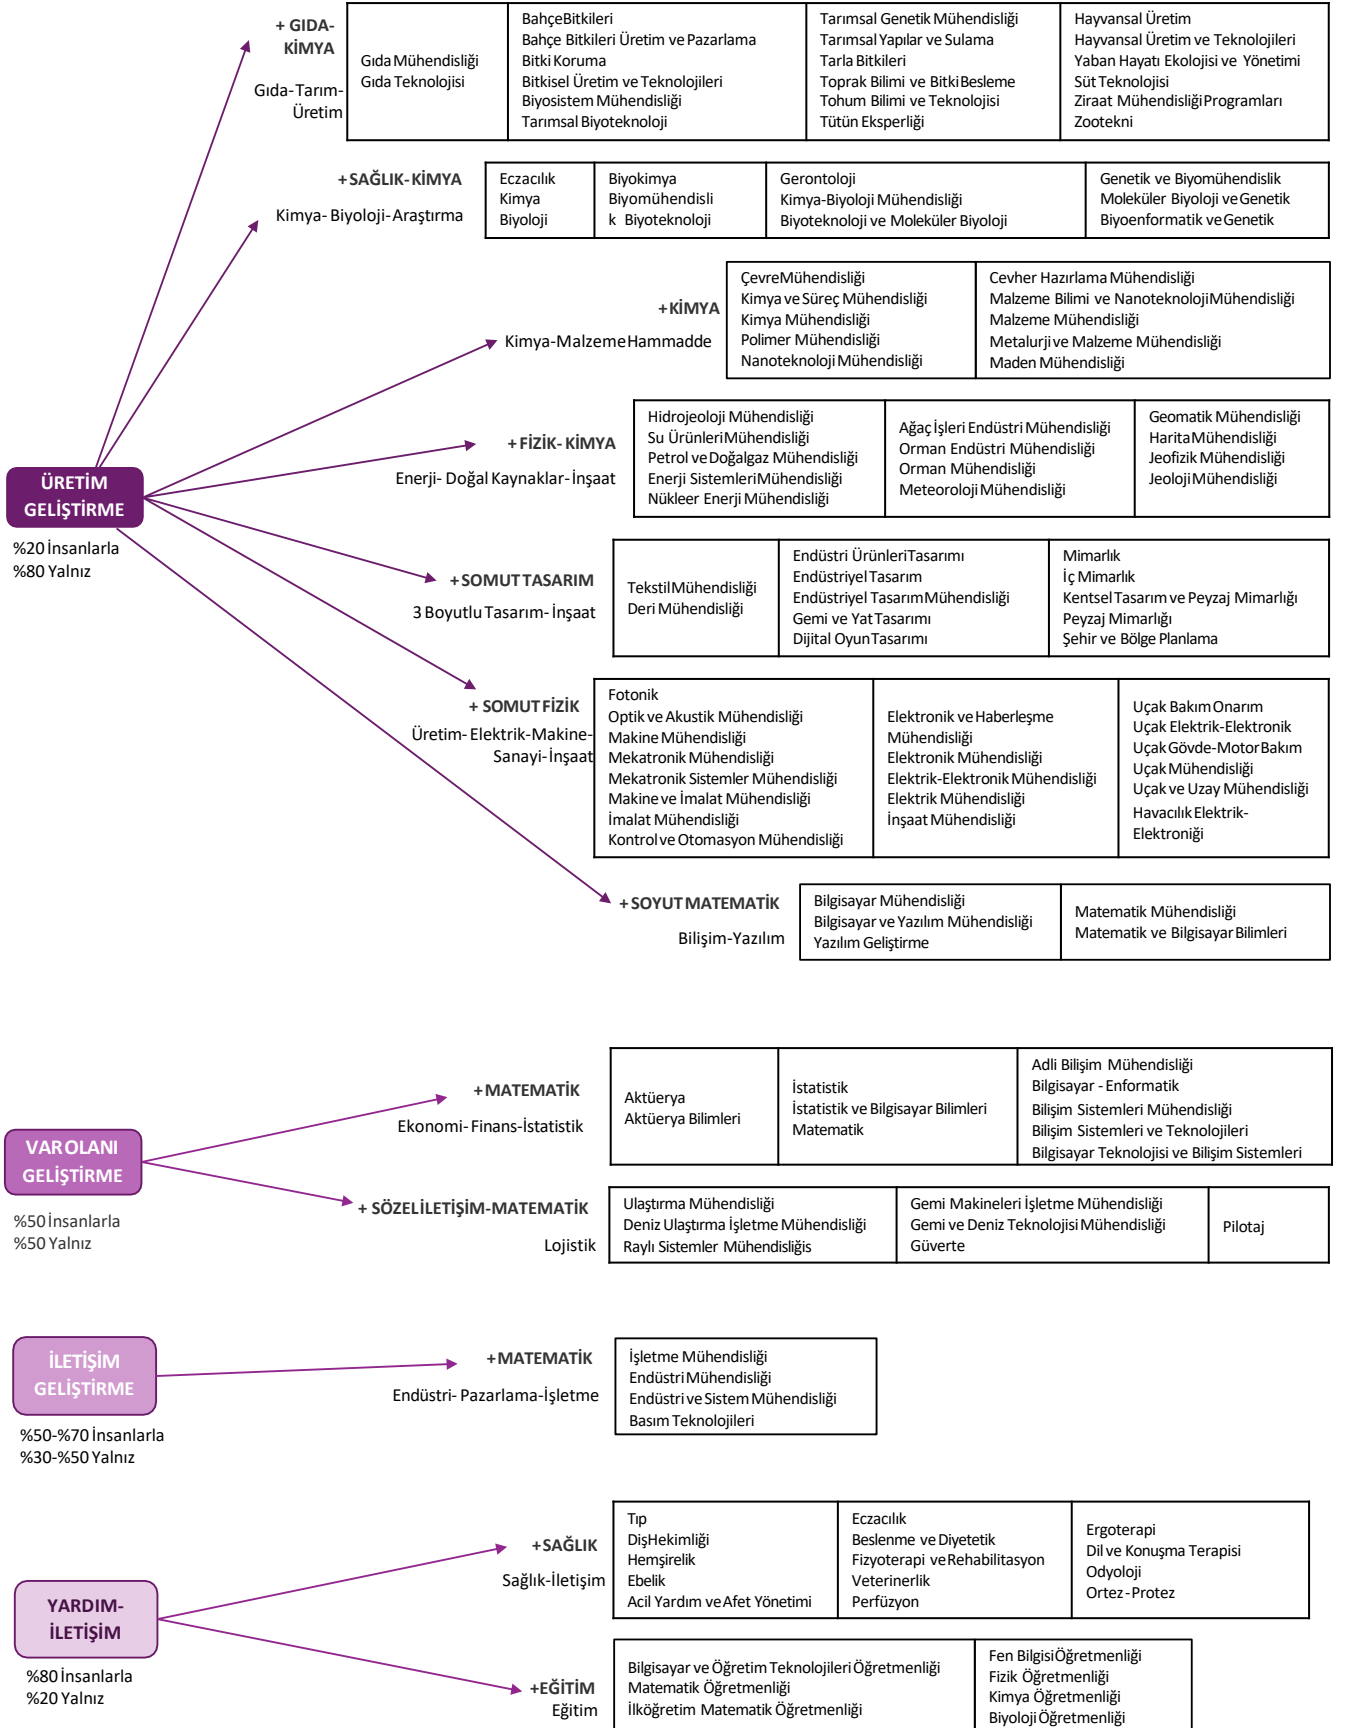 + GIDA-
KİMYA
Gıda-Tarım-
Üretim
Gıda Mühendisliği
Gıda Teknolojisi
BahçeBitkileri
Bahçe Bitkileri Üretim ve Pazarlama
Bitki Koruma
Bitkisel Üretim ve Teknolojileri
Biyosistem Mühendisliği
Tarımsal Biyoteknoloji
Tarımsal Genetik Mühendisliği
Tarımsal Yapılar ve Sulama
Tarla Bitkileri
Toprak Bilimi ve BitkiBesleme
Tohum Bilimi ve Teknolojisi
Tütün Eksperliği
Hayvansal Üretim
Hayvansal Üretim ve Teknolojileri
Yaban Hayatı Ekolojisi ve Yönetimi
Süt Teknolojisi
Ziraat Mühendisliği Programları
Zootekni
+ SAĞLIK- KİMYA
Kimya- Biyoloji- Araştırma
Eczacılık
Kimya
Biyoloji
Biyokimya
Biyomühendisli
k Biyoteknoloji
Gerontoloji
Kimya-Biyoloji Mühendisliği
Biyoteknoloji ve Moleküler Biyoloji
Genetik ve Biyomühendislik
Moleküler Biyoloji ve Genetik
Biyoenformatik ve Genetik
+ KİMYA
Kimya-Malzeme Hammadde
ÇevreMühendisliği
Kimya ve Süreç Mühendisliği
Kimya Mühendisliği
Polimer Mühendisliği
Nanoteknoloji Mühendisliği
Cevher Hazırlama Mühendisliği
Malzeme Bilimi ve Nanoteknoloji Mühendisliği
Malzeme Mühendisliği
Metalurji ve Malzeme Mühendisliği
Maden Mühendisliği
+ FİZİK- KİMYA
Enerji- Doğal Kaynaklar- İnşaat
Hidrojeoloji Mühendisliği
Su Ürünleri Mühendisliği
Petrol ve Doğalgaz Mühendisliği
Enerji Sistemleri Mühendisliği
Nükleer Enerji Mühendisliği
Ağaç İşleri Endüstri Mühendisliği
Orman Endüstri Mühendisliği
Orman Mühendisliği
Meteoroloji Mühendisliği
Geomatik Mühendisliği
Harita Mühendisliği
Jeofizik Mühendisliği
Jeoloji Mühendisliği
ÜRETİM
GELİŞTİRME
%20 İnsanlarla
%80 Yalnız
+ SOMUT TASARIM
3 Boyutlu Tasarım- İnşaat
Tekstil Mühendisliği
Deri Mühendisliği
Endüstri Ürünleri Tasarımı
Endüstriyel Tasarım
Endüstriyel Tasarım Mühendisliği
Gemi ve Yat Tasarımı
Dijital Oyun Tasarımı
Mimarlık
İç Mimarlık
Kentsel Tasarım ve Peyzaj Mimarlığı
Peyzaj Mimarlığı
Şehir ve Bölge Planlama
+ SOMUT FİZİK
Üretim- Elektrik-Makine-
Sanayi- İnşaat
Fotonik
Optik ve Akustik Mühendisliği
Makine Mühendisliği
Mekatronik Mühendisliği
Mekatronik Sistemler Mühendisliği
Makine ve İmalat Mühendisliği
İmalat Mühendisliği
Kontrol ve Otomasyon Mühendisliği
Elektronik ve Haberleşme
Mühendisliği
Elektronik Mühendisliği
Elektrik-Elektronik Mühendisliği
Elektrik Mühendisliği
İnşaat Mühendisliği
Uçak Bakım Onarım
Uçak Elektrik-Elektronik
Uçak Gövde-Motor Bakım
Uçak Mühendisliği
Uçak ve Uzay Mühendisliği
Havacılık Elektrik-
Elektroniği
+ SOYUT MATEMATİK
Bilişim-Yazılım
Bilgisayar Mühendisliği
Bilgisayar ve Yazılım Mühendisliği
Yazılım Geliştirme
Matematik Mühendisliği
Matematik ve Bilgisayar Bilimleri
VAR OLANI
GELİŞTİRME
%50 İnsanlarla
%50 Yalnız
+ MATEMATİK
Ekonomi- Finans-İstatistik
Aktüerya
Aktüerya Bilimleri
İstatistik
İstatistik ve Bilgisayar Bilimleri
Matematik
Adli Bilişim Mühendisliği
Bilgisayar - Enformatik
Bilişim Sistemleri Mühendisliği
Bilişim Sistemleri ve Teknolojileri
Bilgisayar Teknolojisi ve Bilişim Sistemleri
+ SÖZEL İLETİŞİM-MATEMATİK
Lojistik
Ulaştırma Mühendisliği
Deniz Ulaştırma İşletme Mühendisliği
Raylı Sistemler Mühendisliğis
Gemi Makineleri İşletme Mühendisliği
Gemi ve Deniz Teknolojisi Mühendisliği
Güverte
Pilotaj
İLETİŞİM
GELİŞTİRME
%50-%70 İnsanlarla
%30-%50 Yalnız
+ MATEMATİK
Endüstri- Pazarlama-İşletme
İşletme Mühendisliği
Endüstri Mühendisliği
Endüstri ve Sistem Mühendisliği
Basım Teknolojileri
YARDIM-
İLETİŞİM
%80 İnsanlarla
%20 Yalnız
+ SAĞLIK
Sağlık-İletişim
Tıp
DişHekimliği
Hemşirelik
Ebelik
Acil Yardım ve Afet Yönetimi
Eczacılık
Beslenme ve Diyetetik
Fizyoterapi ve Rehabilitasyon
Veterinerlik
Perfüzyon
Ergoterapi
Dil ve Konuşma Terapisi
Odyoloji
Ortez - Protez
+EĞİTİM
Eğitim
Bilgisayar ve Öğretim Teknolojileri Öğretmenliği
Matematik Öğretmenliği
İlköğretim Matematik Öğretmenliği
Fen Bilgisi Öğretmenliği
Fizik Öğretmenliği
Kimya Öğretmenliği
Biyoloji Öğretmenliği